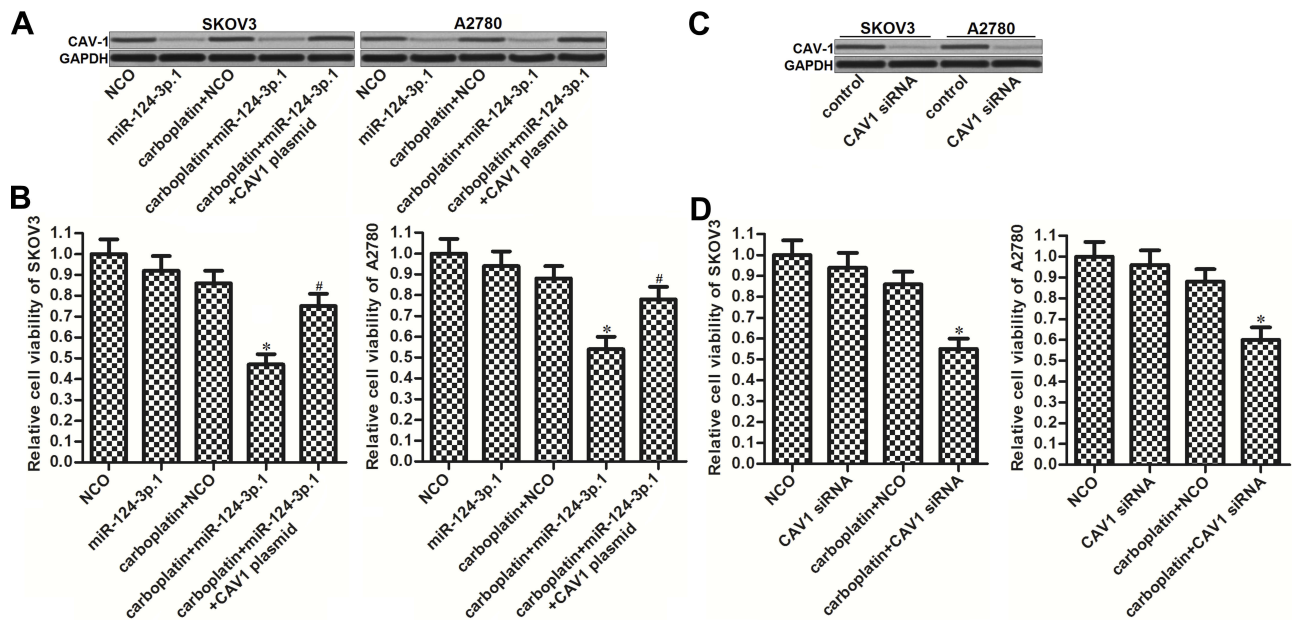 A
SKOV3
A2780
CAV-1
GAPDH
NCO
miR-124-3p.1
carboplatin+NCO
carboplatin+miR-124-3p.1
carboplatin+miR-124-3p.1
+CAV1 plasmid
NCO
miR-124-3p.1
carboplatin+NCO
carboplatin+miR-124-3p.1
carboplatin+miR-124-3p.1
+CAV1 plasmid
C
SKOV3
A2780
CAV-1
GAPDH
control
CAV1 siRNA
control
CAV1 siRNA
B
Relative cell viability of SKOV3
1.1
1.0
0.9
0.8
0.7
0.6
0.5
0.4
0.3
0.2
0.1
0.0
*
#
NCO
miR-124-3p.1
carboplatin+NCO
carboplatin+miR-124-3p.1
carboplatin+miR-124-3p.1
+CAV1 plasmid
Relative cell viability of A2780
1.1
1.0
0.9
0.8
0.7
0.6
0.5
0.4
0.3
0.2
0.1
0.0
*
#
NCO
miR-124-3p.1
carboplatin+NCO
carboplatin+miR-124-3p.1
carboplatin+miR-124-3p.1
+CAV1 plasmid
D
Relative cell viability of SKOV3
1.1
1.0
0.9
0.8
0.7
0.6
0.5
0.4
0.3
0.2
0.1
0.0
*
NCO
CAV1 siRNA
carboplatin+NCO
carboplatin+CAV1 siRNA
Relative cell viability of A2780
1.1
1.0
0.9
0.8
0.7
0.6
0.5
0.4
0.3
0.2
0.1
0.0
*
NCO
CAV1 siRNA
carboplatin+NCO
carboplatin+CAV1 siRNA